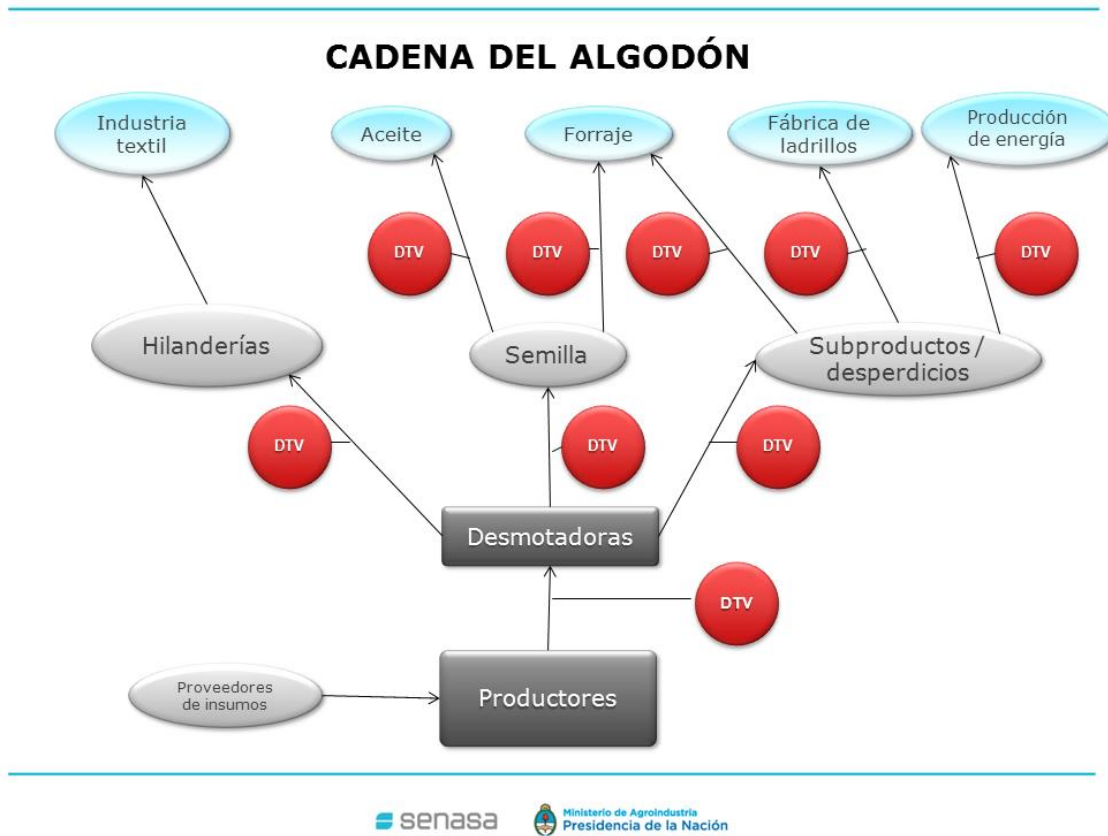 CADENA DEL ALGODÓN
Industria
textil
Aceite
Forraje
Fábrica de
ladrillos
Producción
de energía
DTV
DTV
DTV
DTV
DTV
Hilanderías
Semilla
Subproductos /
desperdicios
DTV
DTV
DTV
Desmotadoras
DTV
Proveedores
de insumos
Productores
senasa
Ministerio de Agroindustria
Presidencia de la Nación